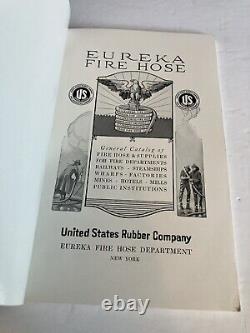 EUREKA
FIRE HOSE
US
US
General Catalog of
FIRE HOSE & SUPPLIES
FOR FIRE DEPARTMENTS
RAILWAYS - STEAMSHIPS
WHARFS - FACTORIES
MINES - HOTELS - MILLS
PUBLIC INSTITUTIONS
United States Rubber Company
EUREKA FIRE HOSE DEPARTMENT
NEW YORK